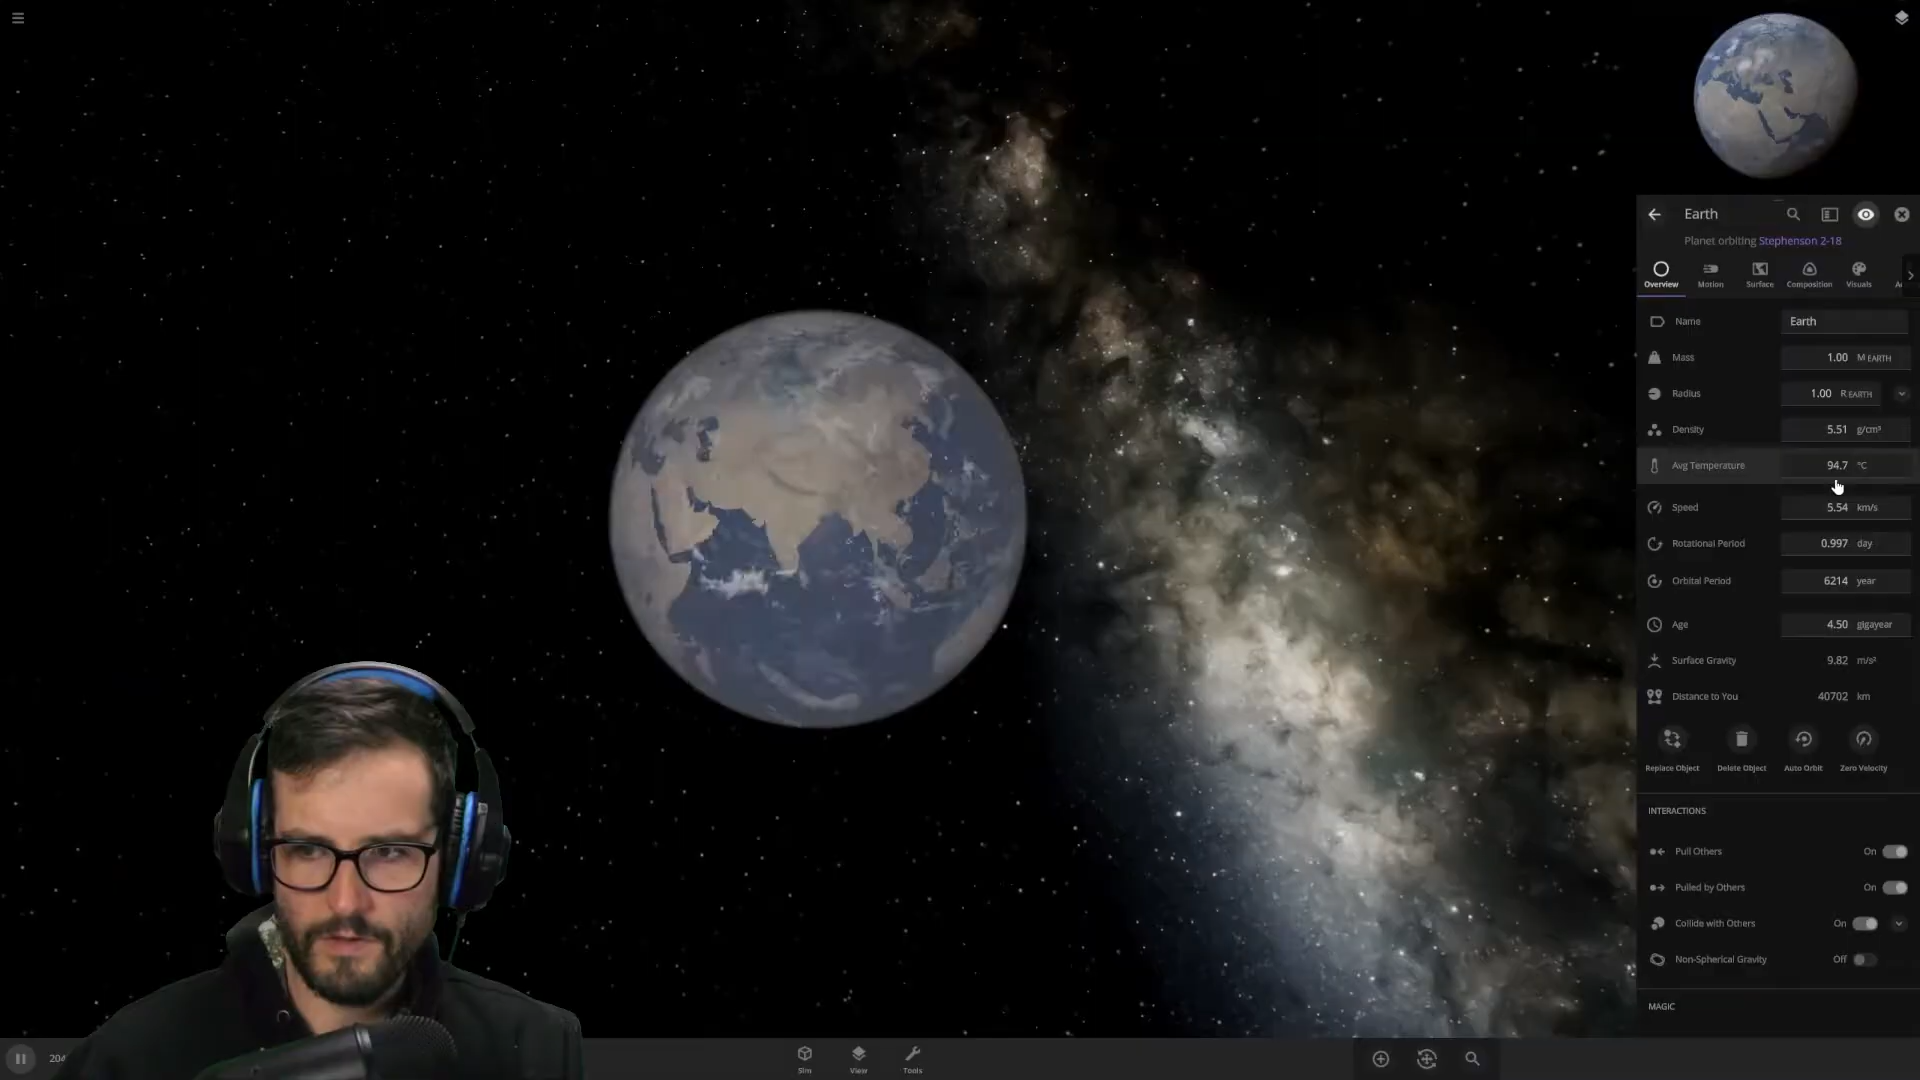 Earth
Planet orbiting Stephenson 2-18
Overview
Motion
Surface
Composition
Visuals
Name Earth
Mass 1.00 M EARTH
Radius 1.00 R EARTH
Density 5.51 g/cm³
Avg Temperature 94.7 °C
Speed 5.54 km/s
Rotational Period 0.997 day
Orbital Period 6214 year
Age 4.50 gigayear
Surface Gravity 9.82 m/s²
Distance to You 40702 km
Replace Object
Delete Object
Auto Orbit
Zero Velocity
INTERACTIONS
Pull Others On
Pulled by Others On
Collide with Others On
Non-Spherical Gravity Off
MAGIC
204
Sim
View
Tools